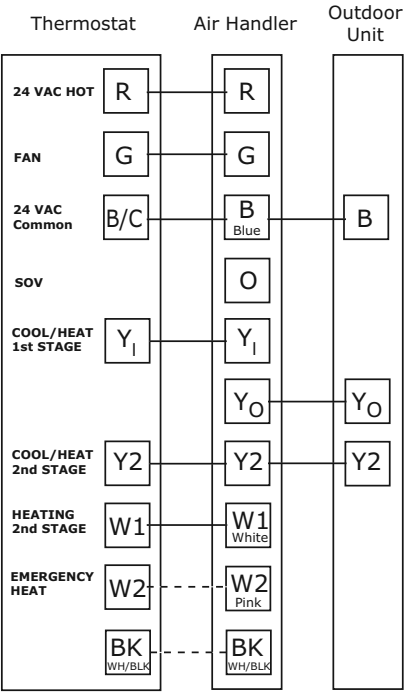 Thermostat Air Handler Outdoor
Unit
24 VAC HOT R R
FAN G G
24 VAC
Common B/C B
Blue B
SOV O
COOL/HEAT
1st STAGE YI YI
YO YO
COOL/HEAT
2nd STAGE Y2 Y2 Y2
HEATING
2nd STAGE W1 W1
White
EMERGENCY
HEAT W2 W2
Pink
BK BK
WH/BLK WH/BLK